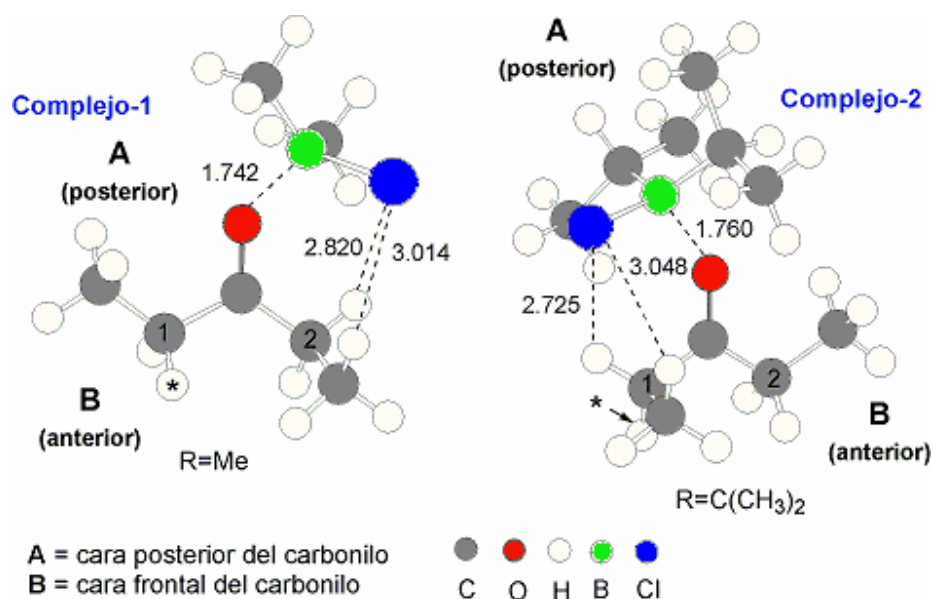 Complejo-1
A
(posterior)
1.742
2.820
3.014
1
2
*
B
(anterior)
R=Me
A
(posterior)
Complejo-2
1.760
3.048
2.725
1
2
*
B
(anterior)
R=C(CH3)2
A = cara posterior del carbonilo
B = cara frontal del carbonilo
C O H B Cl